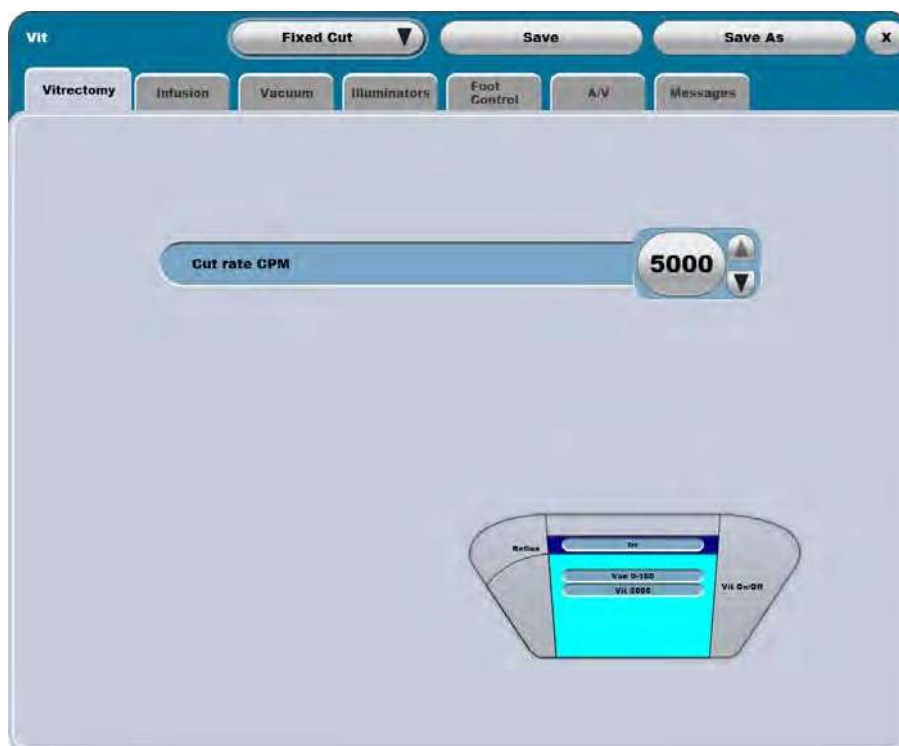 Vit
Fixed Cut
Save
Save As
X
Vitrectomy
Infusion
Vacuum
Illuminators
Foot
Control
A/V
Messages
Cut rate CPM
5000
Reflux
Vac 0-150
Vit 5000
Vit On/Off